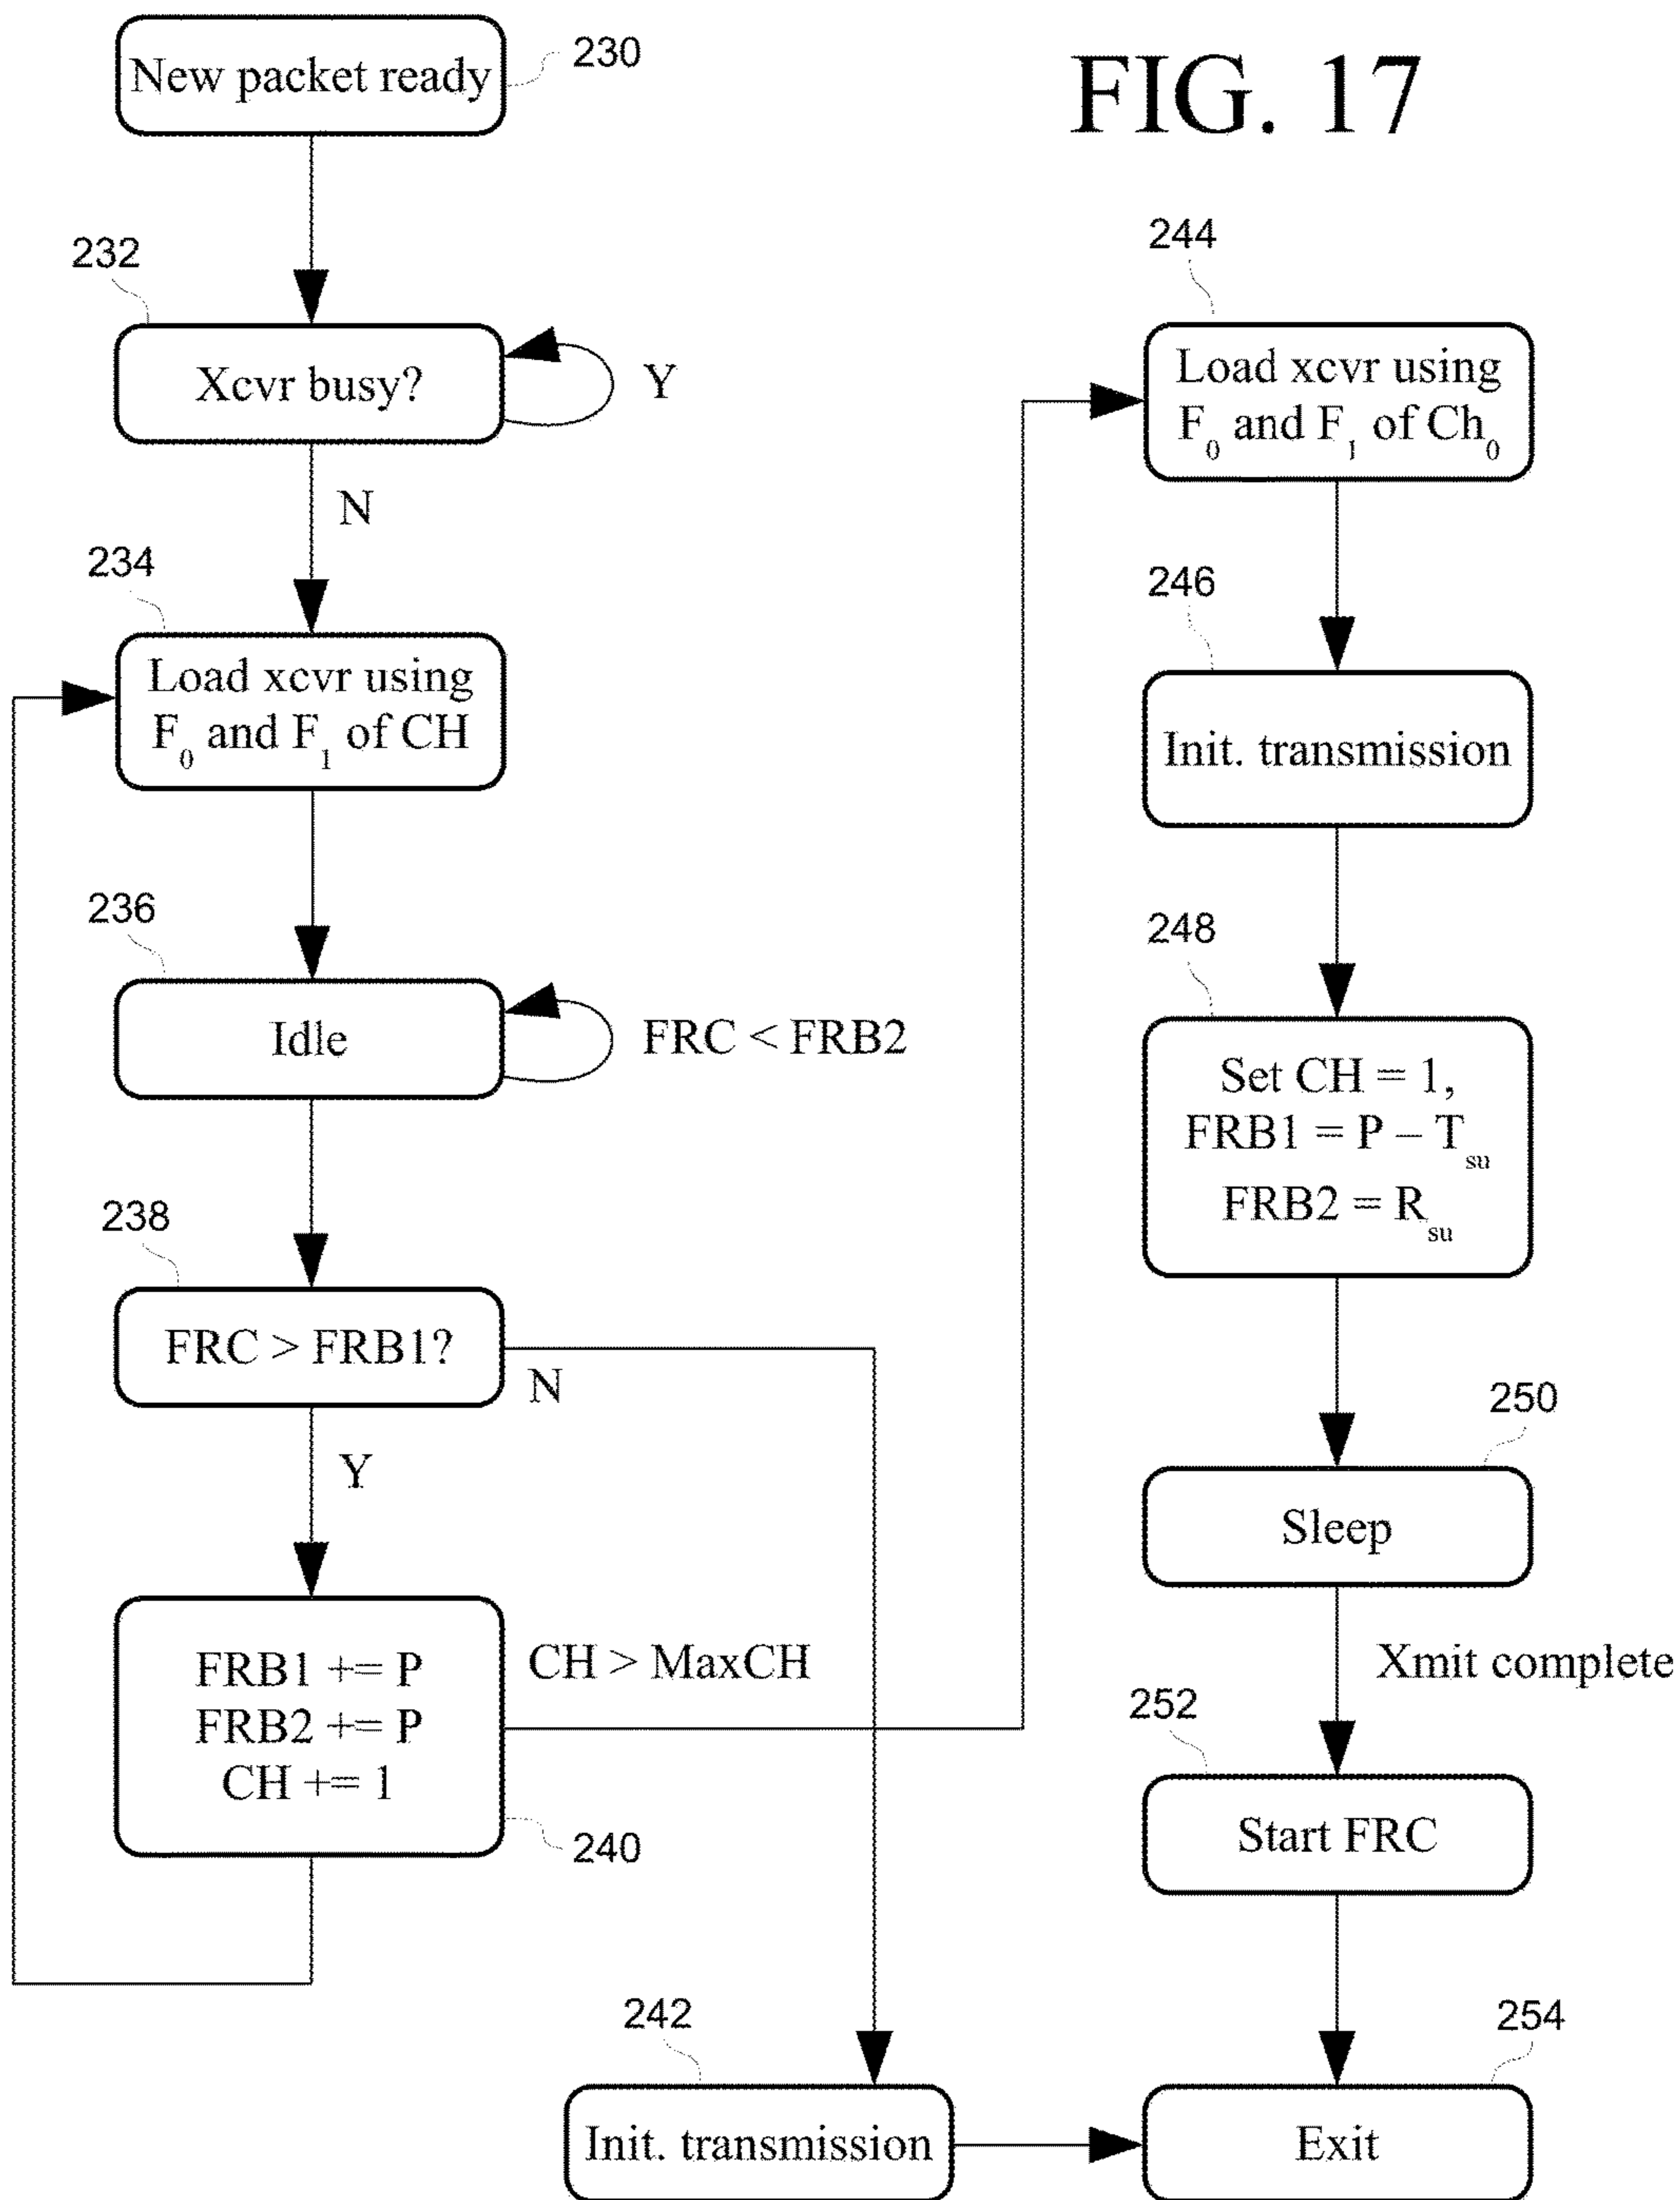 FIG. 17
New packet ready
230
232
Xcvr busy?
Y
N
234
Load xcvr using
F₀ and F₁ of CH
236
Idle
FRC < FRB2
238
FRC > FRB1?
N
Y
FRB1 += P
FRB2 += P
CH += 1
CH > MaxCH
240
242
Init. transmission
244
Load xcvr using
F₀ and F₁ of Ch₀
246
Init. transmission
248
Set CH = 1,
FRB1 = P – Tsu
FRB2 = Rsu
250
Sleep
Xmit complete
252
Start FRC
254
Exit